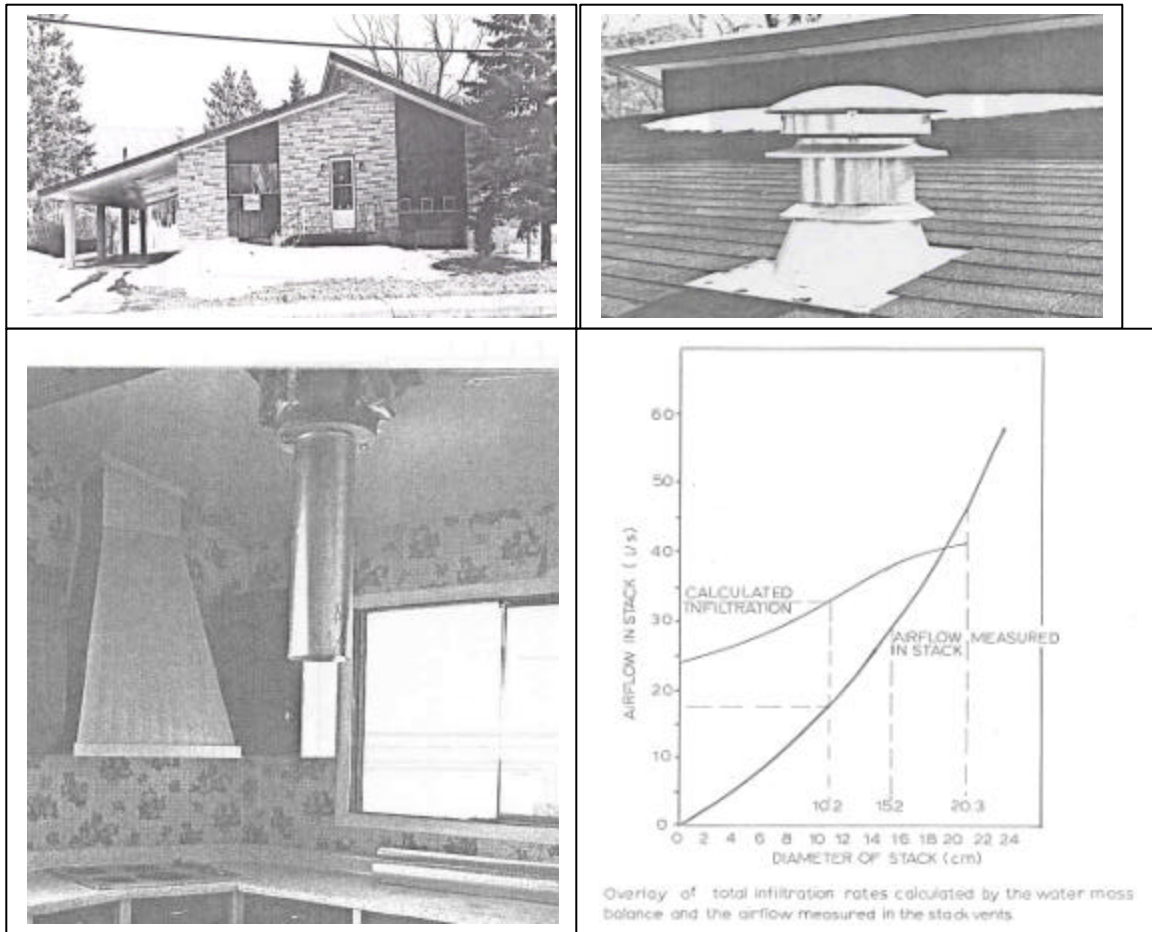 60
50
40
30
20
10
0
AIRFLOW IN STACK (l/s)
CALCULATED
INFILTRATION
AIRFLOW MEASURED
IN STACK
10.2 15.2 20.3
0 2 4 6 8 10 12 14 16 18 20 22 24
DIAMETER OF STACK (cm)
Overlay of total infiltration rates calculated by the water mass
balance and the airflow measured in the stack vents